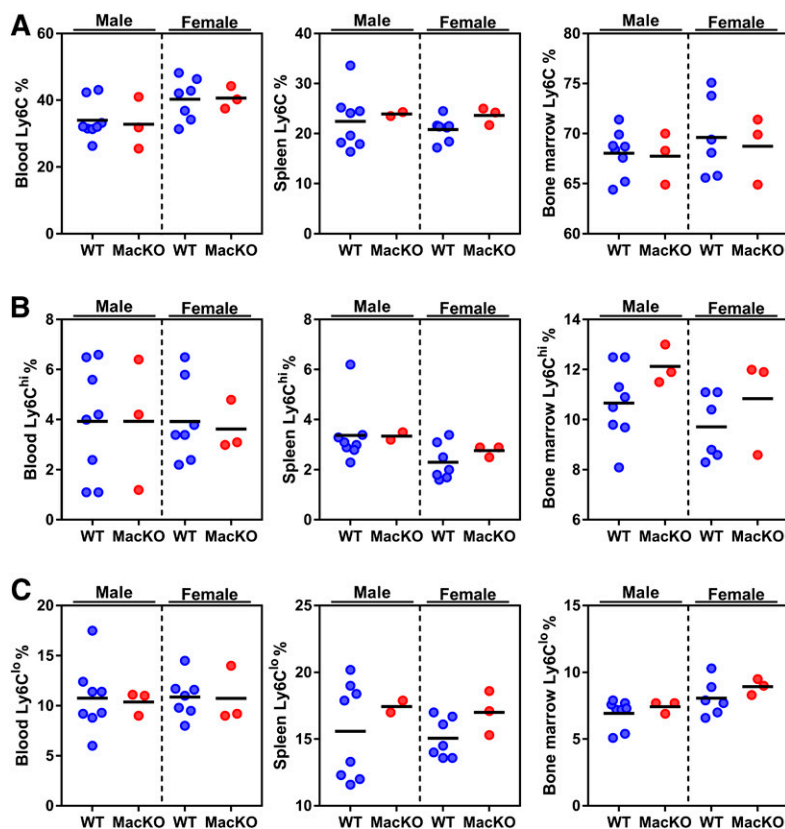 A
Male Female
Blood Ly6C %
60
40
20
0
WT MacKO WT MacKO
Male Female
Spleen Ly6C %
40
30
20
10
0
WT MacKO WT MacKO
Male Female
Bone marrow Ly6C %
80
75
70
65
60
WT MacKO WT MacKO
B
Male Female
Blood Ly6Chi %
8
6
4
2
0
WT MacKO WT MacKO
Male Female
Spleen Ly6Chi %
8
6
4
2
0
WT MacKO WT MacKO
Male Female
Bone marrow Ly6Chi %
14
12
10
8
6
WT MacKO WT MacKO
C
Male Female
Blood Ly6Clo %
20
15
10
5
0
WT MacKO WT MacKO
Male Female
Spleen Ly6Clo %
25
20
15
10
WT MacKO WT MacKO
Male Female
Bone marrow Ly6Clo %
15
10
5
0
WT MacKO WT MacKO